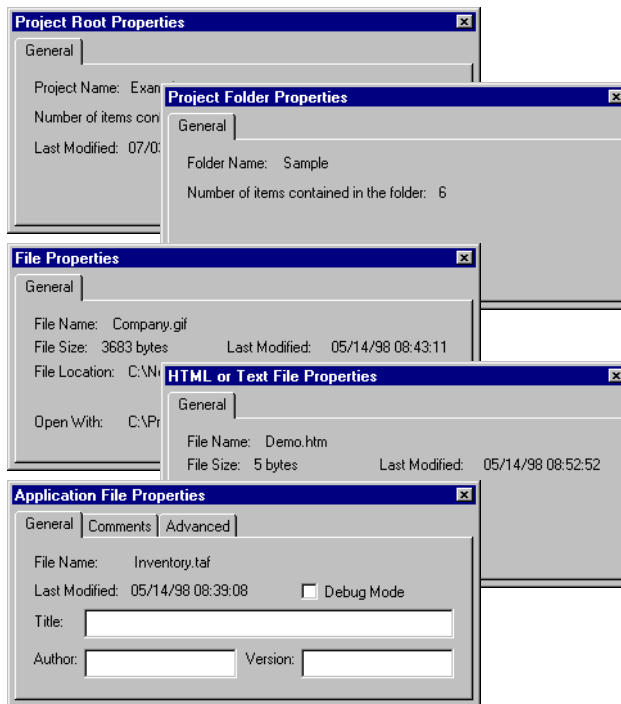 Project Root Properties
General
Project Name:
Number of items
Last Modified:
Project Folder Properties
General
Folder Name: Sample
Number of items contained in the folder: 6
File Properties
General
File Name: Company.gif
File Size: 3683 bytes Last Modified: 05/14/98 08:43:11
File Location:
Open With:
HTML or Text File Properties
General
File Name: Demo.htm
File Size: 5 bytes Last Modified: 05/14/98 08:52:52
Application File Properties
General Comments Advanced
File Name: Inventory.taf
Last Modified: 05/14/98 08:39:08 Debug Mode
Title:
Author: Version: